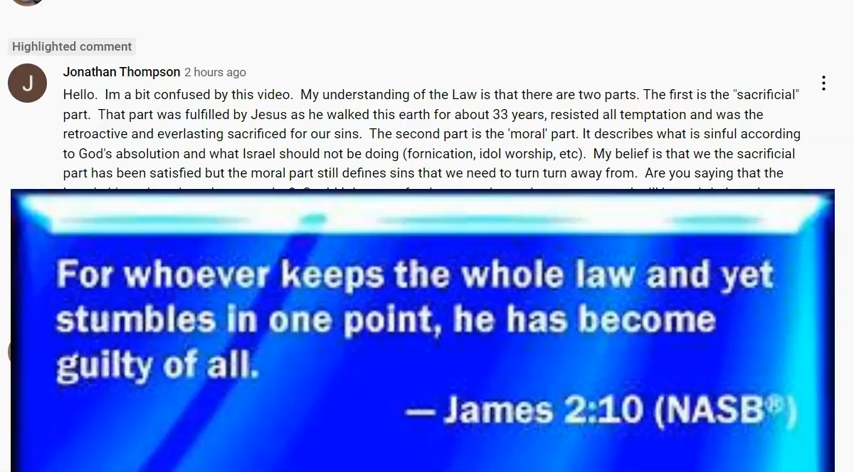 Highlighted comment
Jonathan Thompson 2 hours ago
J
Hello.  Im a bit confused by this video.  My understanding of the Law is that there are two parts. The first is the "sacrificial"
part.  That part was fulfilled by Jesus as he walked this earth for about 33 years, resisted all temptation and was the
retroactive and everlasting sacrificed for our sins.  The second part is the 'moral' part. It describes what is sinful according
to God's absolution and what Israel should not be doing (fornication, idol worship, etc).  My belief is that we the sacrificial
part has been satisfied but the moral part still defines sins that we need to turn turn away from.  Are you saying that the
For whoever keeps the whole law and yet
stumbles in one point, he has become
guilty of all.
— James 2:10 (NASB®)